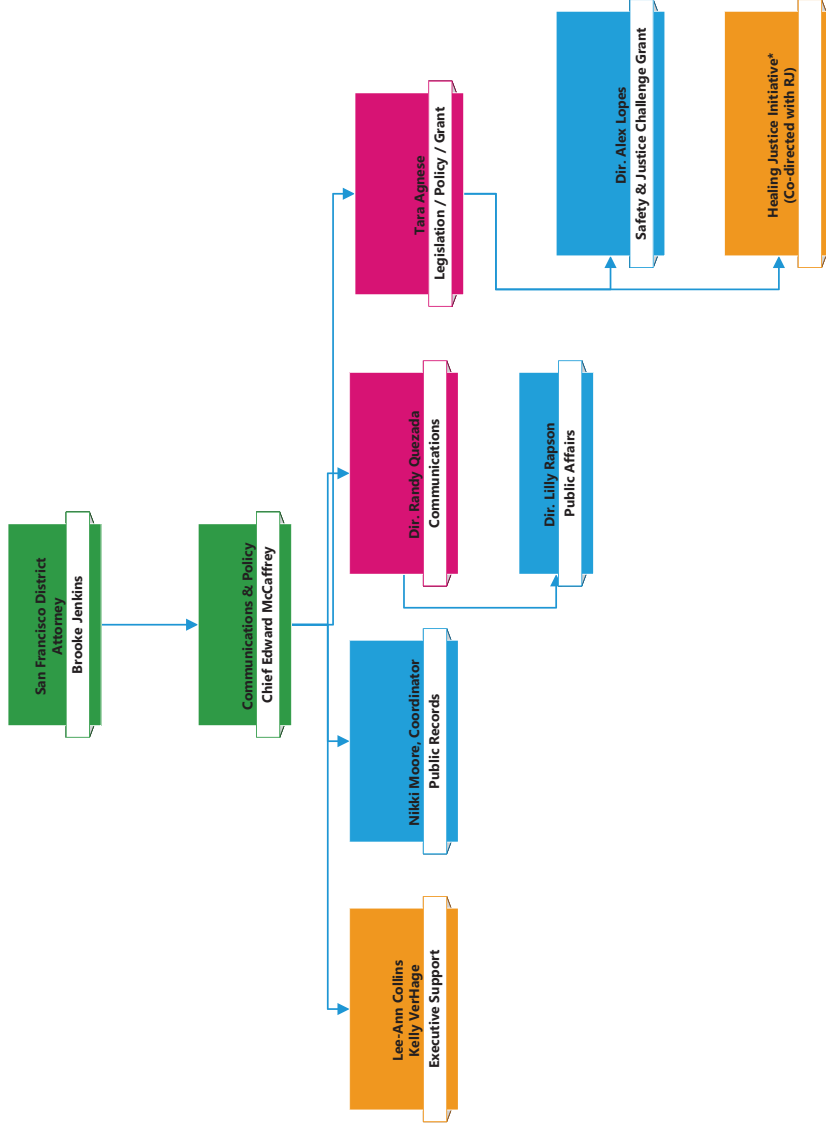 San Francisco District
Attorney
Brooke Jenkins
Communications & Policy
Chief Edward McCaffrey
Lee-Ann Collins
Kelly VerHage
Executive Support
Nikki Moore, Coordinator
Public Records
Dir. Randy Quezada
Communications
Tara Agnese
Legislation / Policy / Grant
Dir. Lilly Rapson
Public Affairs
Dir. Alex Lopes
Safety & Justice Challenge Grant
Healing Justice Initiative*
(Co-directed with RJ)